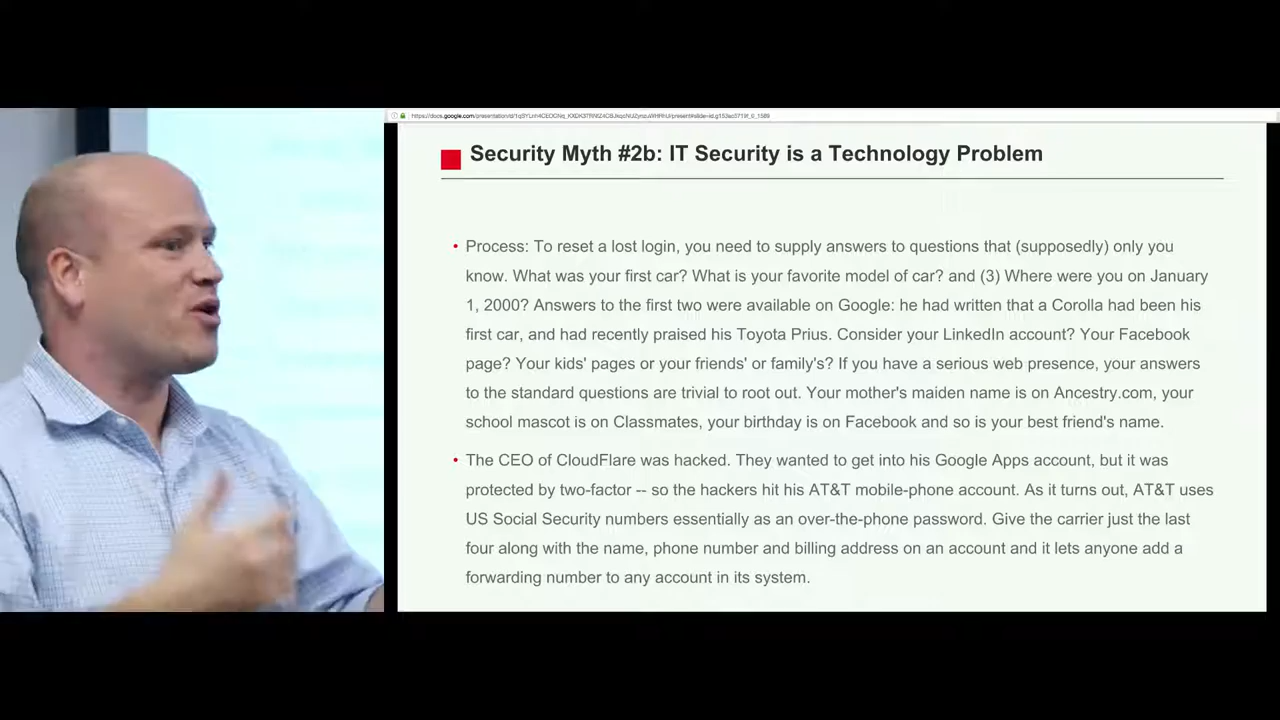 Security Myth #2b: IT Security is a Technology Problem
• Process: To reset a lost login, you need to supply answers to questions that (supposedly) only you
know. What was your first car? What is your favorite model of car? and (3) Where were you on January
1, 2000? Answers to the first two were available on Google: he had written that a Corolla had been his
first car, and had recently praised his Toyota Prius. Consider your LinkedIn account? Your Facebook
page? Your kids' pages or your friends' or family's? If you have a serious web presence, your answers
to the standard questions are trivial to root out. Your mother's maiden name is on Ancestry.com, your
school mascot is on Classmates, your birthday is on Facebook and so is your best friend's name.
• The CEO of CloudFlare was hacked. They wanted to get into his Google Apps account, but it was
protected by two-factor -- so the hackers hit his AT&T mobile-phone account. As it turns out, AT&T uses
US Social Security numbers essentially as an over-the-phone password. Give the carrier just the last
four along with the name, phone number and billing address on an account and it lets anyone add a
forwarding number to any account in its system.